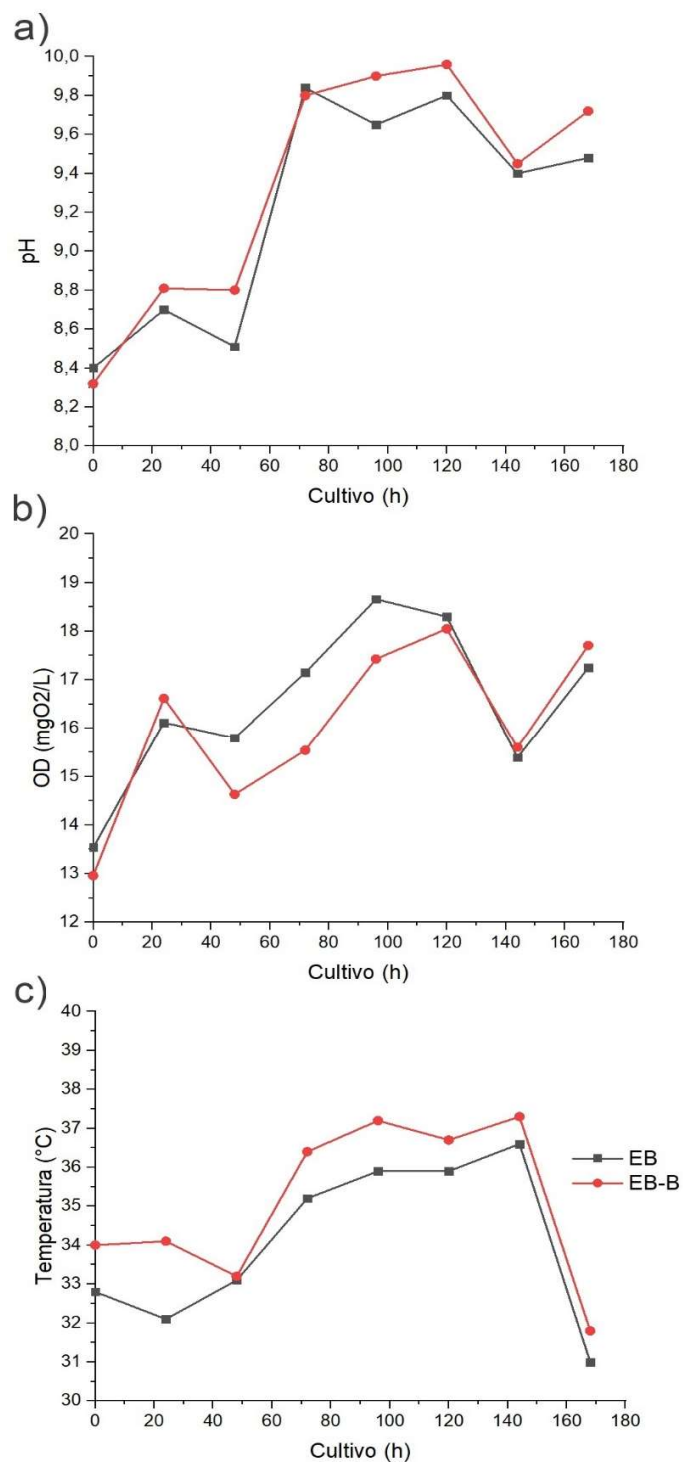 a)
10,0
9,8
9,6
9,4
9,2
9,0
8,8
8,6
8,4
8,2
8,0
pH
0 20 40 60 80 100 120 140 160 180
Cultivo (h)
b)
20
19
18
17
16
15
14
13
12
OD (mgO2/L)
0 20 40 60 80 100 120 140 160 180
Cultivo (h)
c)
40
39
38
37
36
35
34
33
32
31
30
Temperatura (°C)
EB
EB-B
0 20 40 60 80 100 120 140 160 180
Cultivo (h)